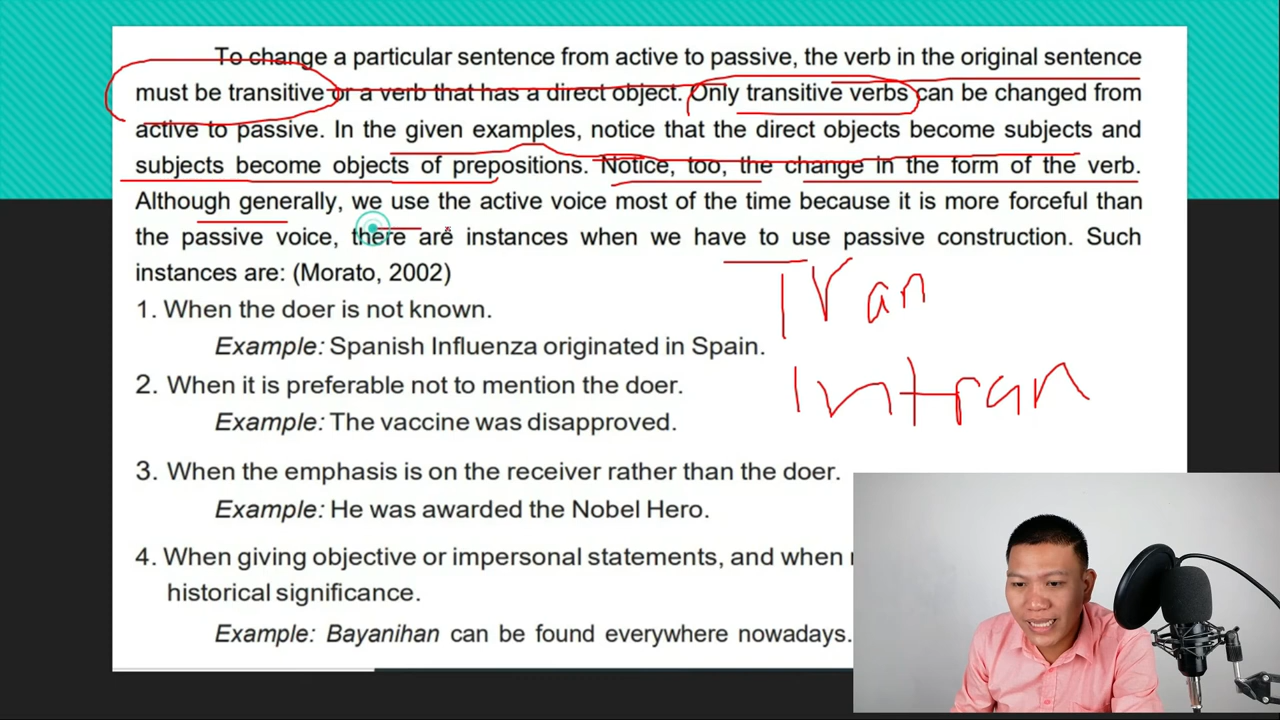 To change a particular sentence from active to passive, the verb in the original sentence
must be transitive or a verb that has a direct object. Only transitive verbs can be changed from
active to passive. In the given examples, notice that the direct objects become subjects and
subjects become objects of prepositions. Notice, too, the change in the form of the verb.
Although generally, we use the active voice most of the time because it is more forceful than
the passive voice, there are instances when we have to use passive construction. Such
instances are: (Morato, 2002)
Tran
1. When the doer is not known.
Example: Spanish Influenza originated in Spain.
Intran
2. When it is preferable not to mention the doer.
Example: The vaccine was disapproved.
3. When the emphasis is on the receiver rather than the doer.
Example: He was awarded the Nobel Hero.
4. When giving objective or impersonal statements, and when
historical significance.
Example: Bayanihan can be found everywhere nowadays.